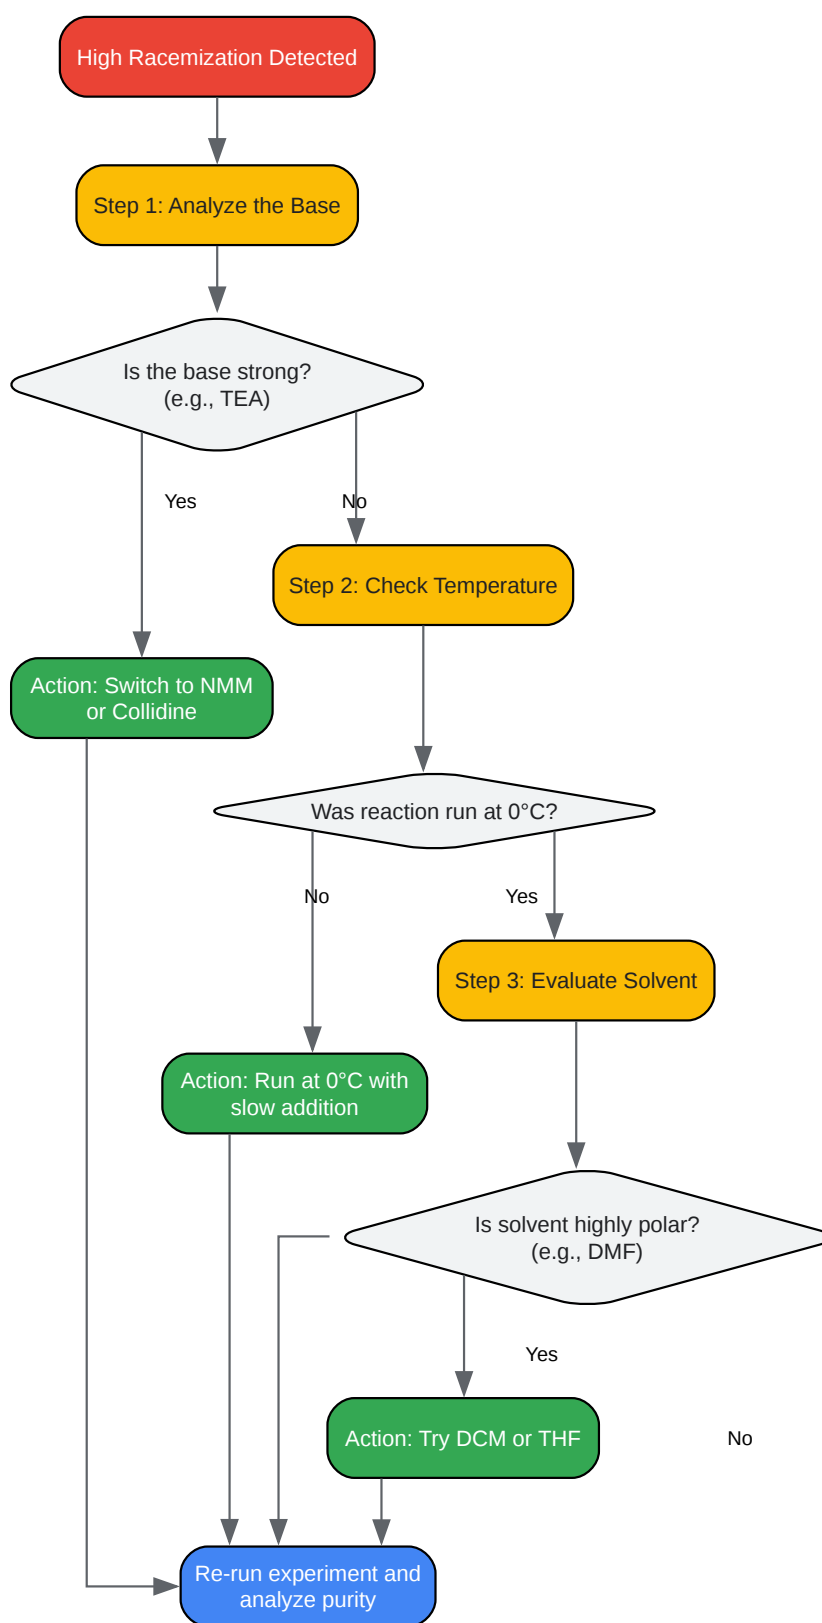 High Racemization Detected
Step 1: Analyze the Base
Is the base strong?
(e.g., TEA)
Yes
No
Step 2: Check Temperature
Action: Switch to NMM
or Collidine
Was reaction run at 0°C?
No
Yes
Step 3: Evaluate Solvent
Action: Run at 0°C with
slow addition
Is solvent highly polar?
(e.g., DMF)
Yes
Action: Try DCM or THF
No
Re-run experiment and
analyze purity